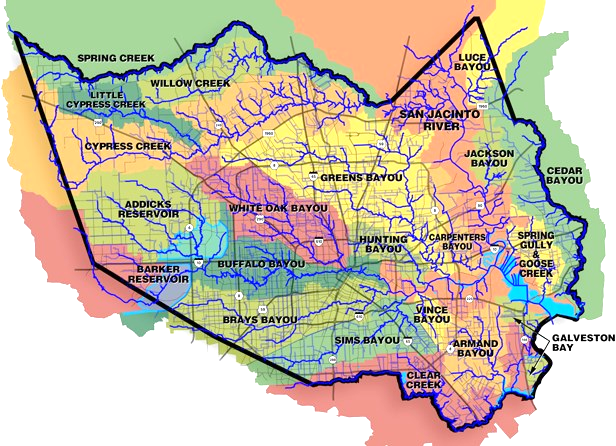 SPRING CREEK
WILLOW CREEK
LUCE
BAYOU
LITTLE
CYPRESS CREEK
SAN JACINTO
RIVER
CYPRESS CREEK
JACKSON
BAYOU
CEDAR
BAYOU
GREENS BAYOU
ADDICKS
RESERVOIR
WHITE OAK BAYOU
HUNTING
BAYOU
CARPENTERS
BAYOU
SPRING
GULLY
&
GOOSE
CREEK
BARKER
RESERVOIR
BUFFALO BAYOU
BRAYS BAYOU
VINCE
BAYOU
SIMS BAYOU
ARMAND
BAYOU
GALVESTON
BAY
CLEAR
CREEK